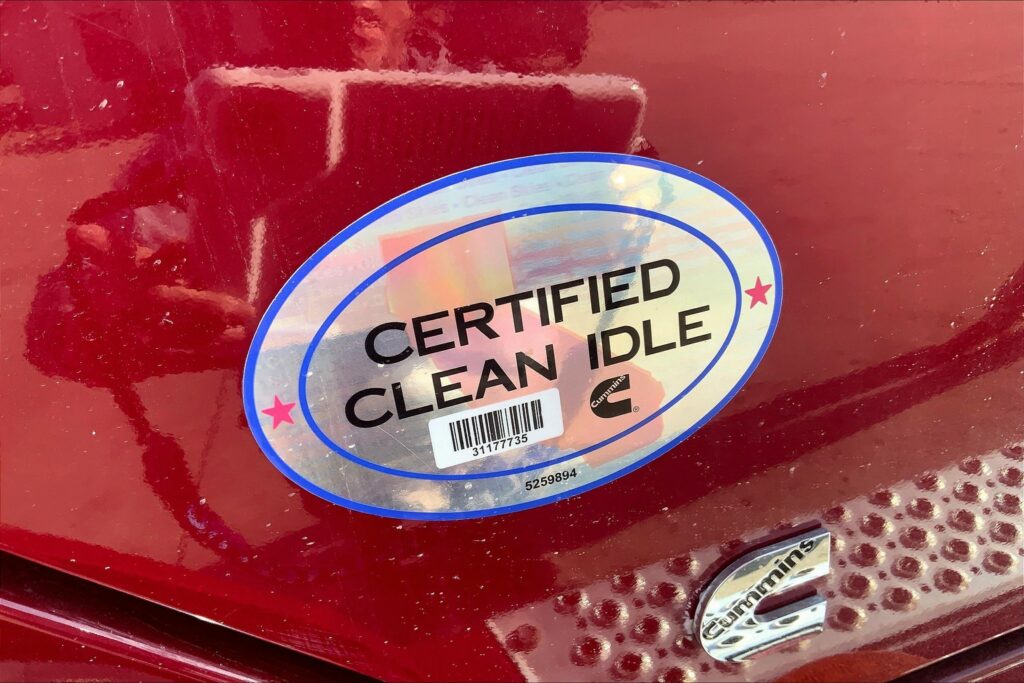 CERTIFIED
CLEAN IDLE
Cummins
®
31177735
5259894
Cummins